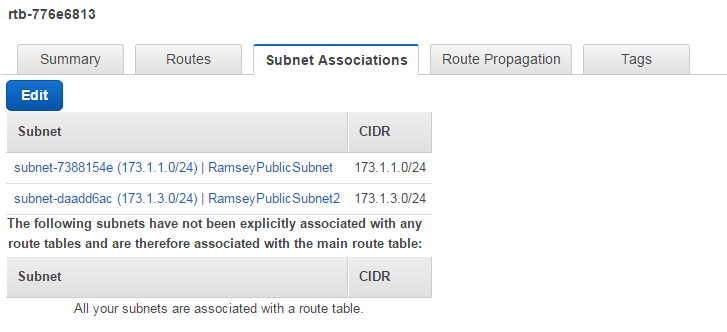 rtb-776e6813
Summary Routes Subnet Associations Route Propagation Tags
Edit
Subnet CIDR
subnet-7388154e (173.1.1.0/24) | RamseyPublicSubnet 173.1.1.0/24
subnet-daadd6ac (173.1.3.0/24) | RamseyPublicSubnet2 173.1.3.0/24
The following subnets have not been explicitly associated with any
route tables and are therefore associated with the main route table:
Subnet CIDR
All your subnets are associated with a route table.